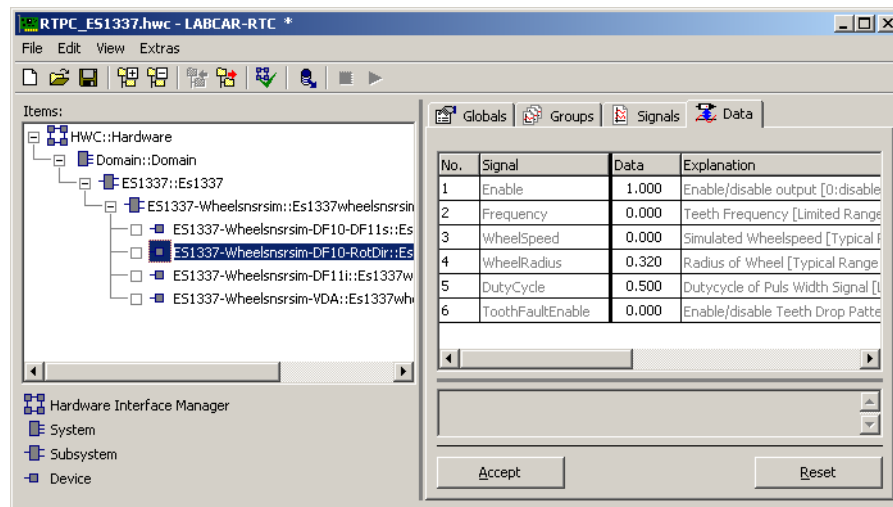 RTPC_ES1337.hwc - LABCAR-RTC *
File Edit View Extras
Items:
HWC::Hardware
Domain::Domain
ES1337::Es1337
ES1337-Wheelsnsrsim::Es1337wheelsnsrsin
ES1337-Wheelsnsrsim-DF10-DF11s::Es
ES1337-Wheelsnsrsim-DF10-RotDir::Es
ES1337-Wheelsnsrsim-DF11i::Es1337w
ES1337-Wheelsnsrsim-VDA::Es1337wh
Hardware Interface Manager
System
Subsystem
Device
Globals Groups Signals Data
No. Signal Data Explanation
1 Enable 1.000 Enable/disable output [0:disable
2 Frequency 0.000 Teeth Frequency [Limited Range
3 WheelSpeed 0.000 Simulated Wheelspeed [Typical
4 WheelRadius 0.320 Radius of Wheel [Typical Range
5 DutyCycle 0.500 Dutycycle of Puls Width Signal [L
6 ToothFaultEnable 0.000 Enable/disable Teeth Drop Patte
Accept Reset